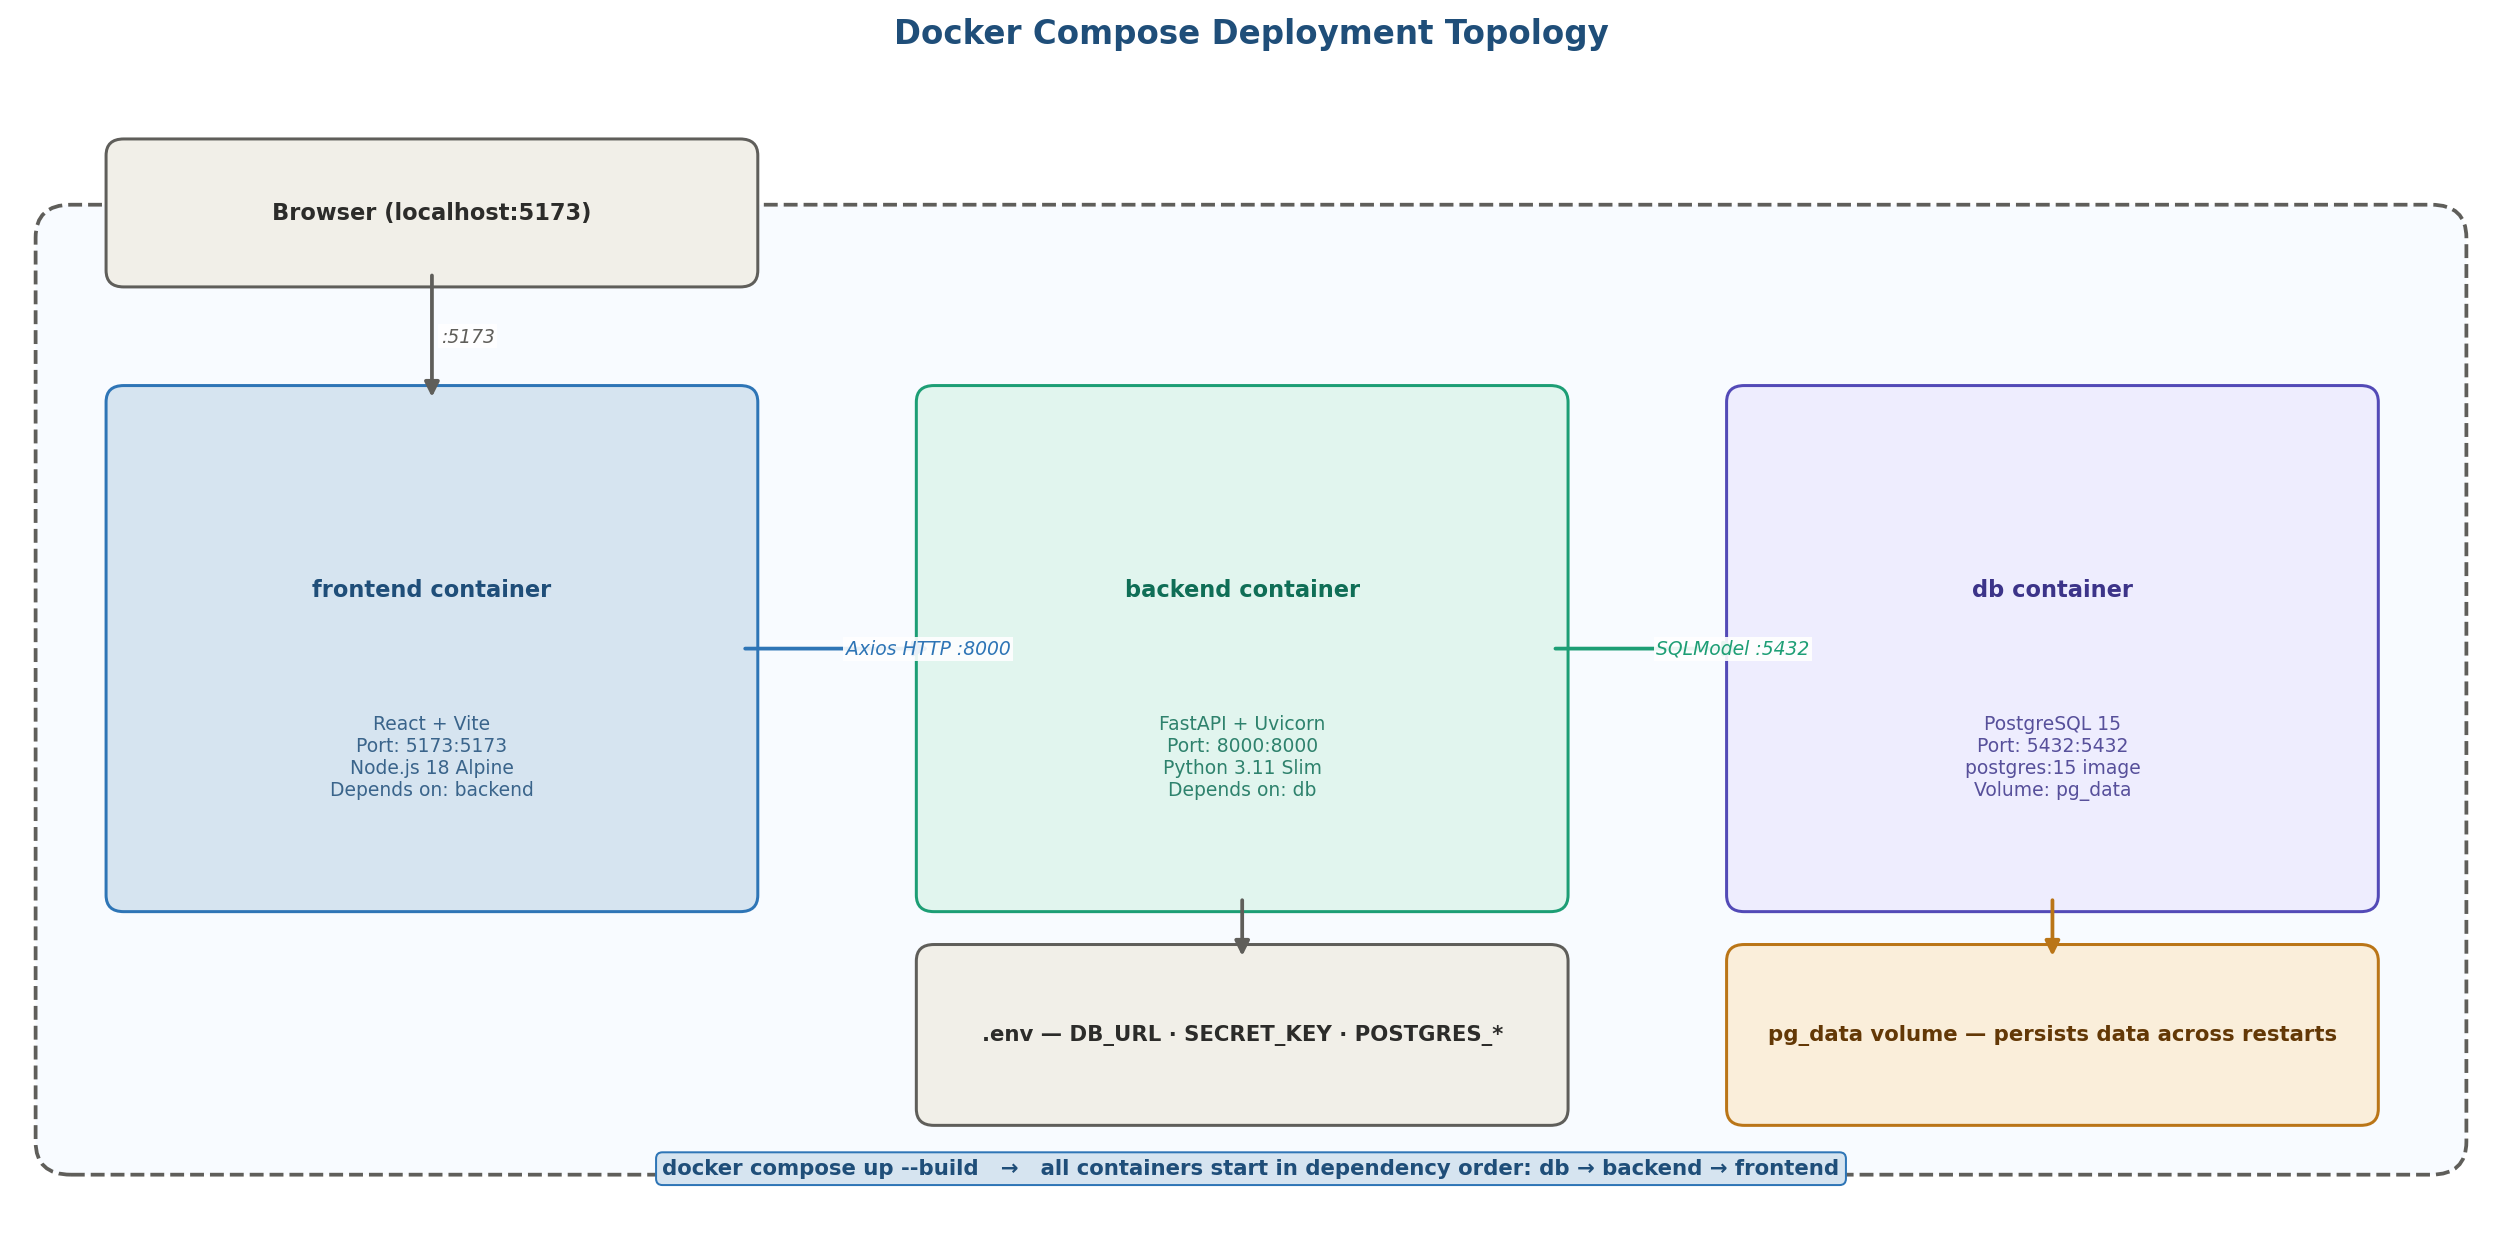 Docker Compose Deployment Topology
Browser (localhost:5173)
:5173
frontend container
React + Vite
Port: 5173:5173
Node.js 18 Alpine
Depends on: backend
Axios HTTP :8000
backend container
FastAPI + Uvicorn
Port: 8000:8000
Python 3.11 Slim
Depends on: db
SQLModel :5432
db container
PostgreSQL 15
Port: 5432:5432
postgres:15 image
Volume: pg_data
.env — DB_URL · SECRET_KEY · POSTGRES_*
pg_data volume — persists data across restarts
docker compose up --build → all containers start in dependency order: db → backend → frontend